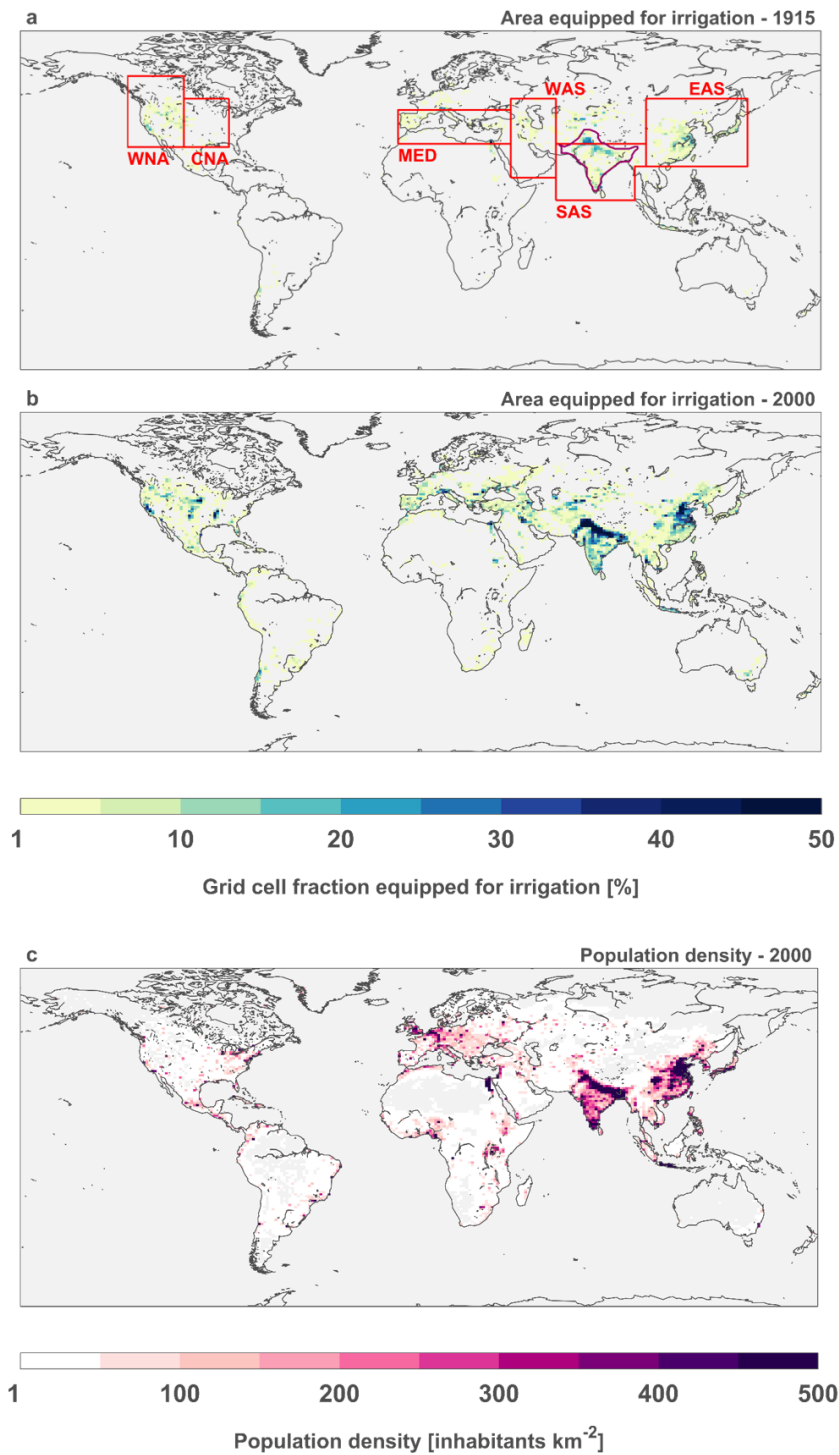 a
Area equipped for irrigation - 1915
WAS
EAS
WNA
CNA
MED
SAS
b
Area equipped for irrigation - 2000
1 10 20 30 40 50
Grid cell fraction equipped for irrigation [%]
c
Population density - 2000
1 100 200 300 400 500
Population density [inhabitants km⁻²]